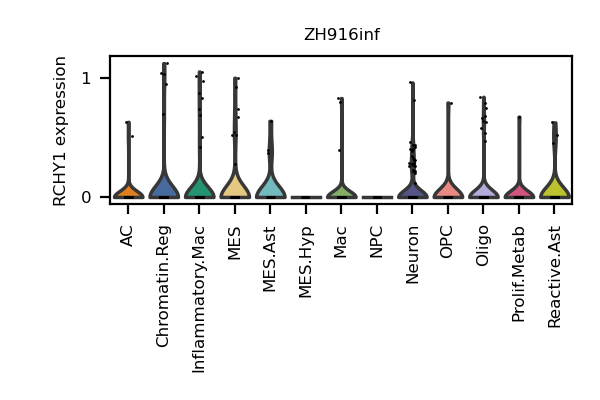 ZH916inf
RCHY1 expression
1
0
AC
Chromatin.Reg
Inflammatory.Mac
MES
MES.Ast
MES.Hyp
Mac
NPC
Neuron
OPC
Oligo
Prolif.Metab
Reactive.Ast